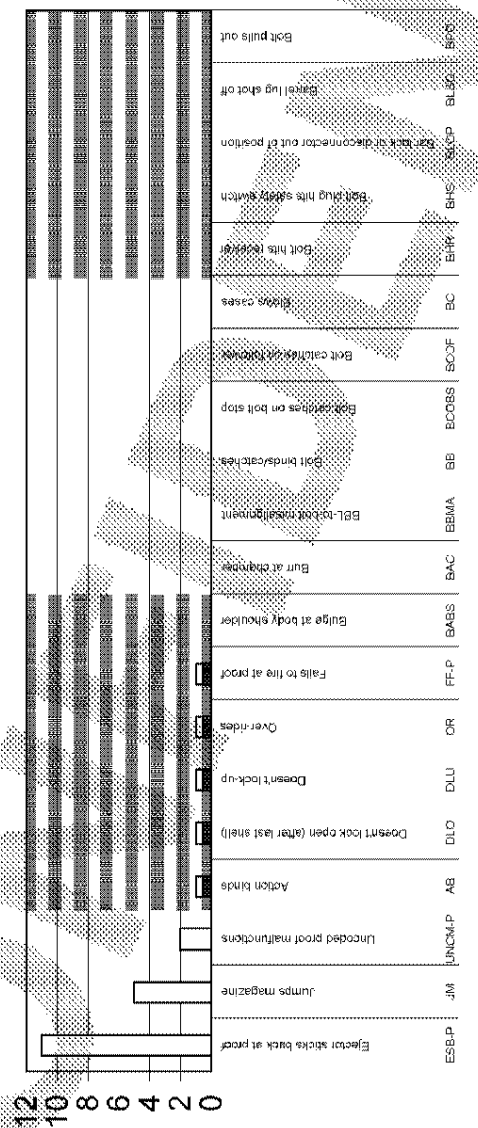 12
10
8
6
4
2
0
Ejector sticks back at proof
ESB-P
Jumps magazine
JM
Uncoded proof malfunctions
UNCM-P
Action binds
AB
Doesn't lock open (after last shell)
DLO
Doesn't lock-up
DLU
Over-rides
OR
Fails to fire at proof
FF-P
Bulge at body shoulder
BABS
Burr at chamber
BAC
BBL-to-bolt misalignment
BBMA
Bolt binds/catches.
BB
Bolt catches on bolt stop
BCOBS
Bolt catches on follower
BCOF
Blows cases
BC
Bolt hits receiver
BHR
Bolt plug hits safety switch
BHS
Bar lock or disconnector out of position
Barrel lug shot off
BLSO
Bolt pulls out
BPO